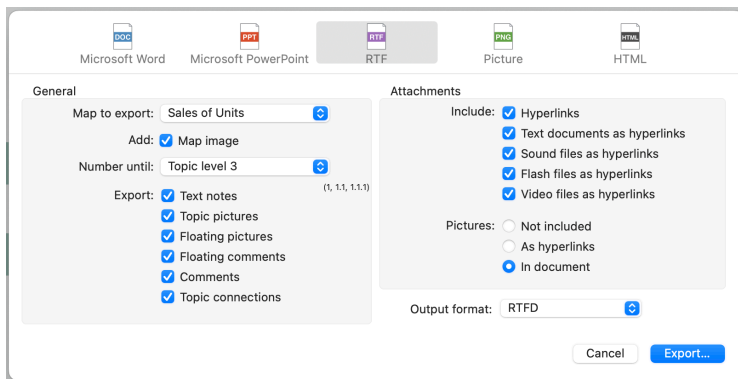 DOC
PPT
RTF
PNG
HTML
Microsoft Word
Microsoft PowerPoint
RTF
Picture
HTML
General
Map to export: Sales of Units
Add: Map image
Number until: Topic level 3
(1, 1.1, 1.1.1)
Export: Text notes
Topic pictures
Floating pictures
Floating comments
Comments
Topic connections
Attachments
Include: Hyperlinks
Text documents as hyperlinks
Sound files as hyperlinks
Flash files as hyperlinks
Video files as hyperlinks
Pictures: Not included
As hyperlinks
In document
Output format: RTFD
Cancel
Export...